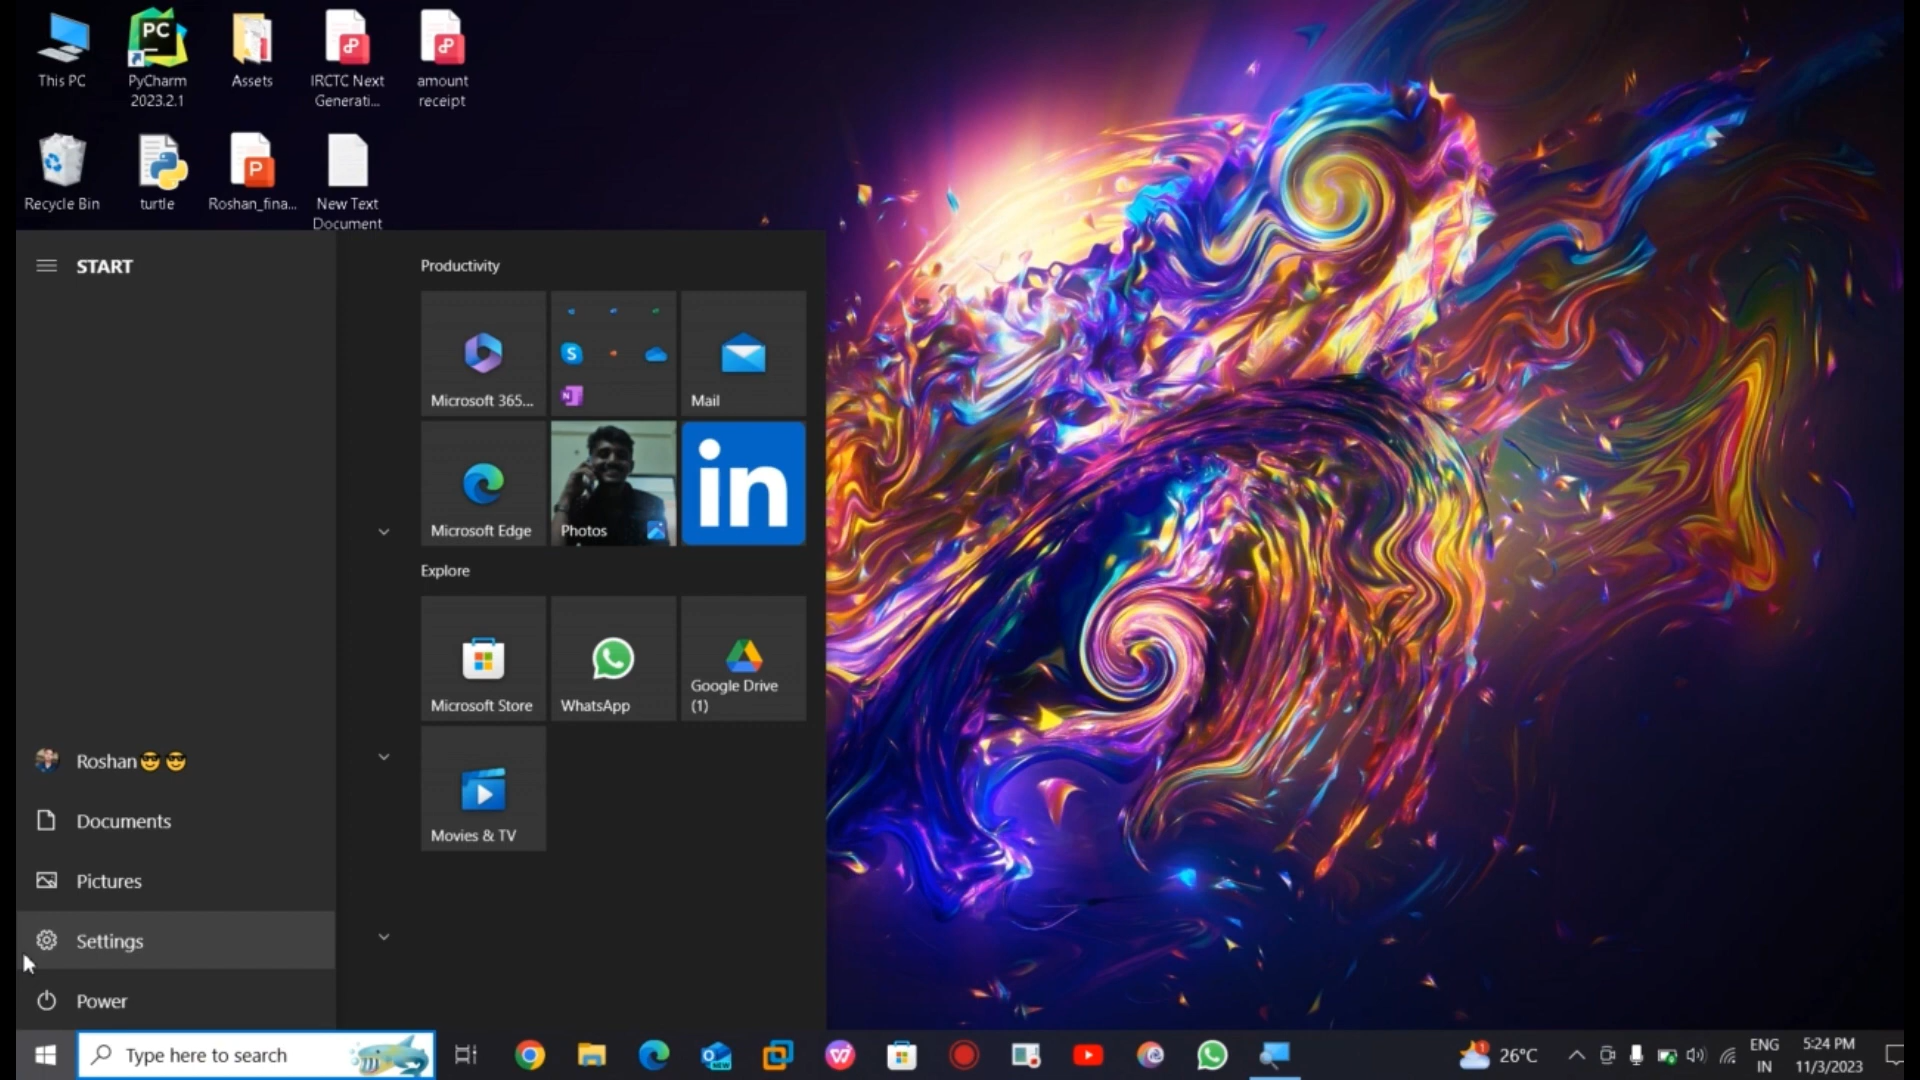 This PC
PyCharm
2023.2.1
Assets
IRCTC Next
Generati...
amount
receipt
Recycle Bin
turtle
Roshan_fina...
New Text
Document
START
Productivity
Microsoft 365...
Mail
Microsoft Edge
Photos
in
Explore
Microsoft Store
WhatsApp
Google Drive
(1)
Movies & TV
Roshan😎😎
Documents
Pictures
Settings
Power
Type here to search
26°C
ENG
IN
5:24 PM
11/3/2023